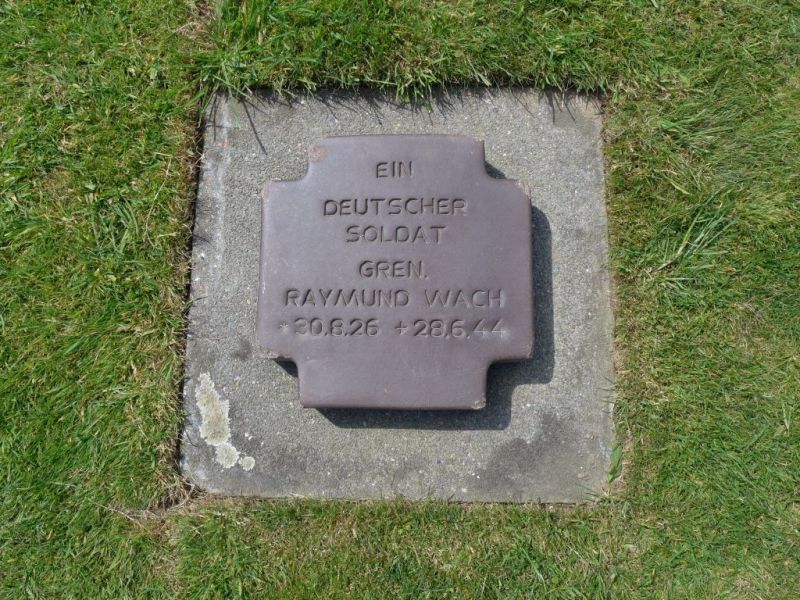 EIN
DEUTSCHER
SOLDAT
GREN.
RAYMUND WACH
*30.8.26 +28.6.44